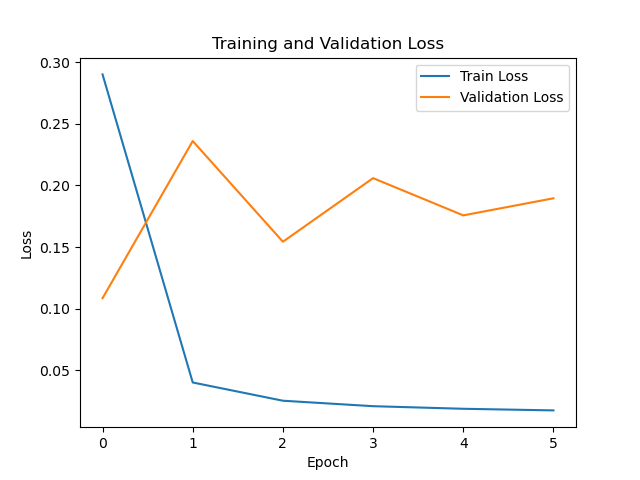 Training and Validation Loss
Train Loss
Validation Loss
0.30
0.25
0.20
0.15
0.10
0.05
Loss
0 1 2 3 4 5
Epoch